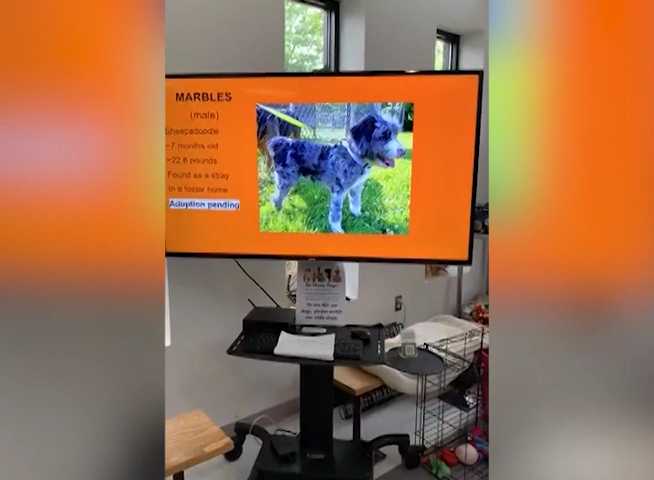 MARBLES
(male)
Sheepadoodle
~7 months old
~22.8 pounds
Found as a stray
In a foster home
Adoption pending